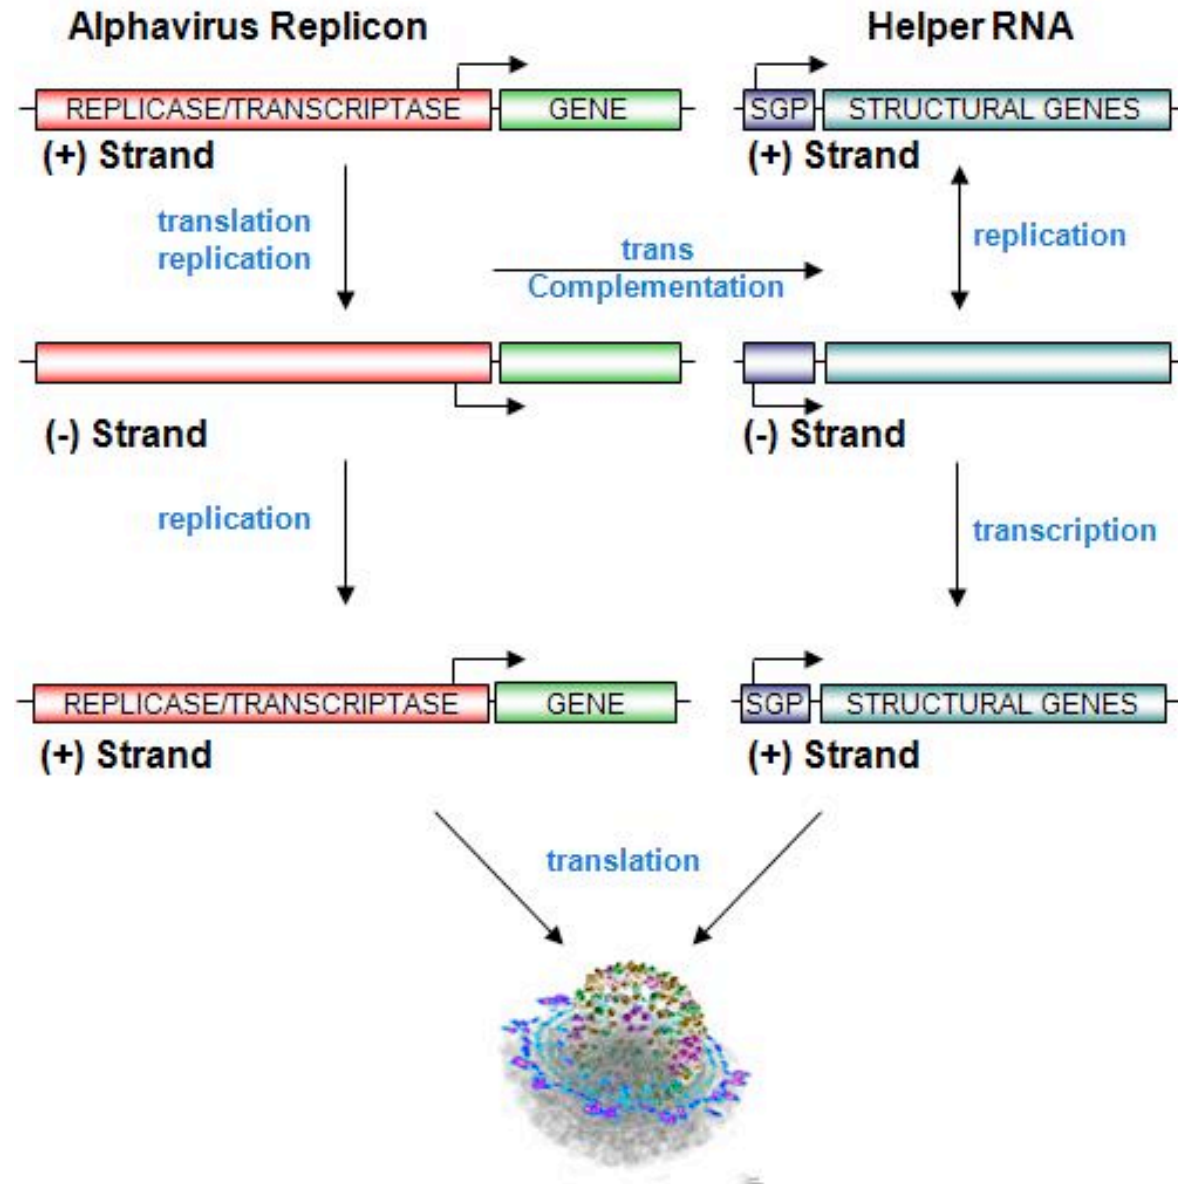 Alphavirus Replicon
Helper RNA
REPLICASE/TRANSCRIPTASE
GENE
SGP
STRUCTURAL GENES
(+) Strand
(+) Strand
translation
replication
trans
Complementation
replication
(-) Strand
(-) Strand
replication
transcription
REPLICASE/TRANSCRIPTASE
GENE
SGP
STRUCTURAL GENES
(+) Strand
(+) Strand
translation